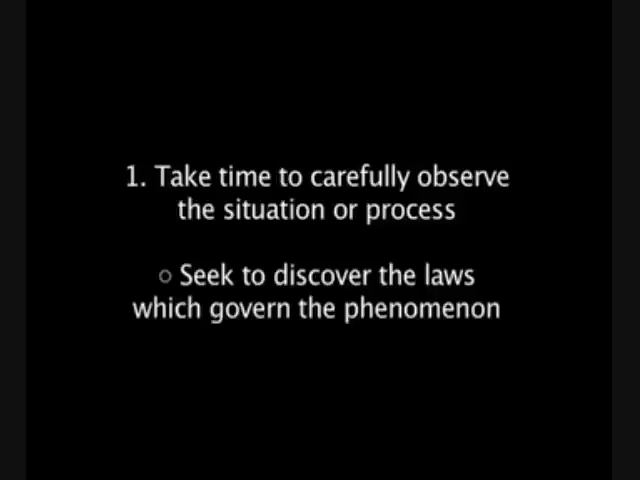 1. Take time to carefully observe
the situation or process
○ Seek to discover the laws
which govern the phenomenon